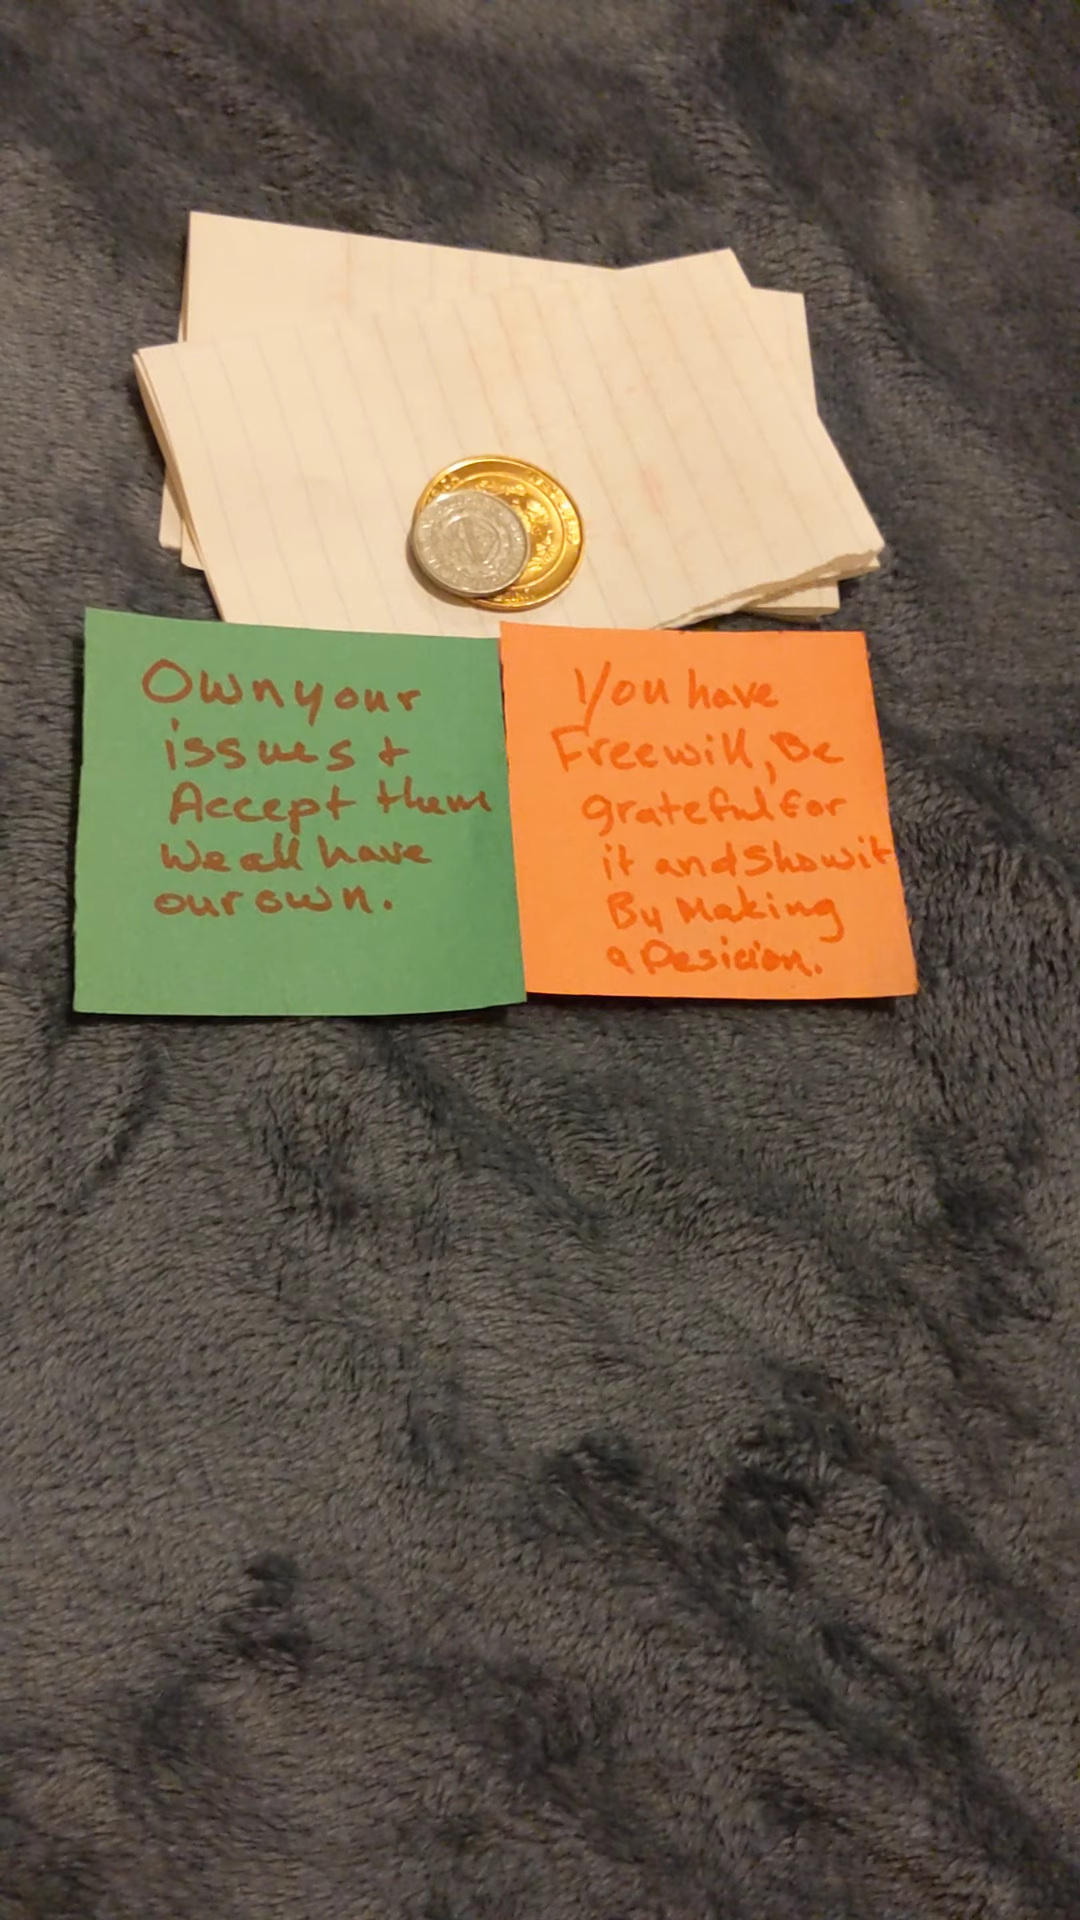 Own your
issues +
Accept them
We all have
our own.
You have
Freewill, Be
grateful for
it and Show it
By Making
a Desicion.